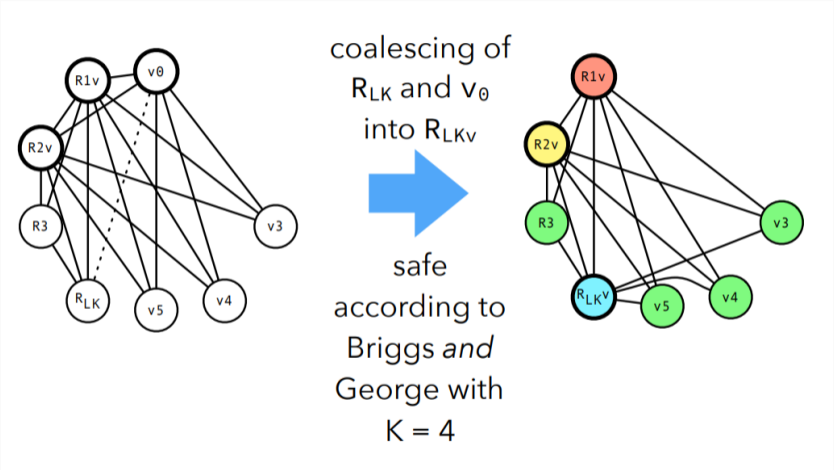 coalescing of
RLK and v0
into RLKv
safe
according to
Briggs and
George with
K = 4
R1v
v0
R2v
R3
RLK
v5
v4
v3
R1v
R2v
R3
RLKv
v5
v4
v3